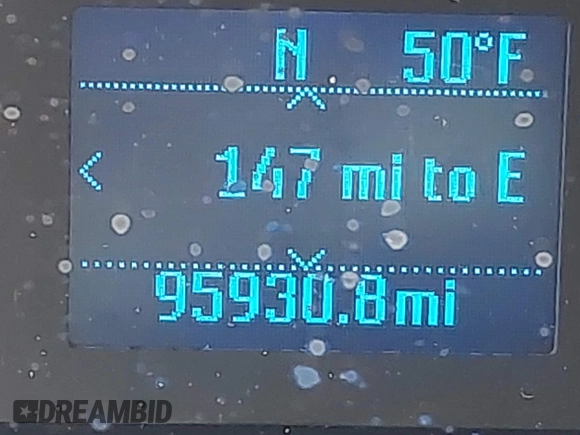 N 50°F
147 mi to E
95930.8mi
DREAMBID